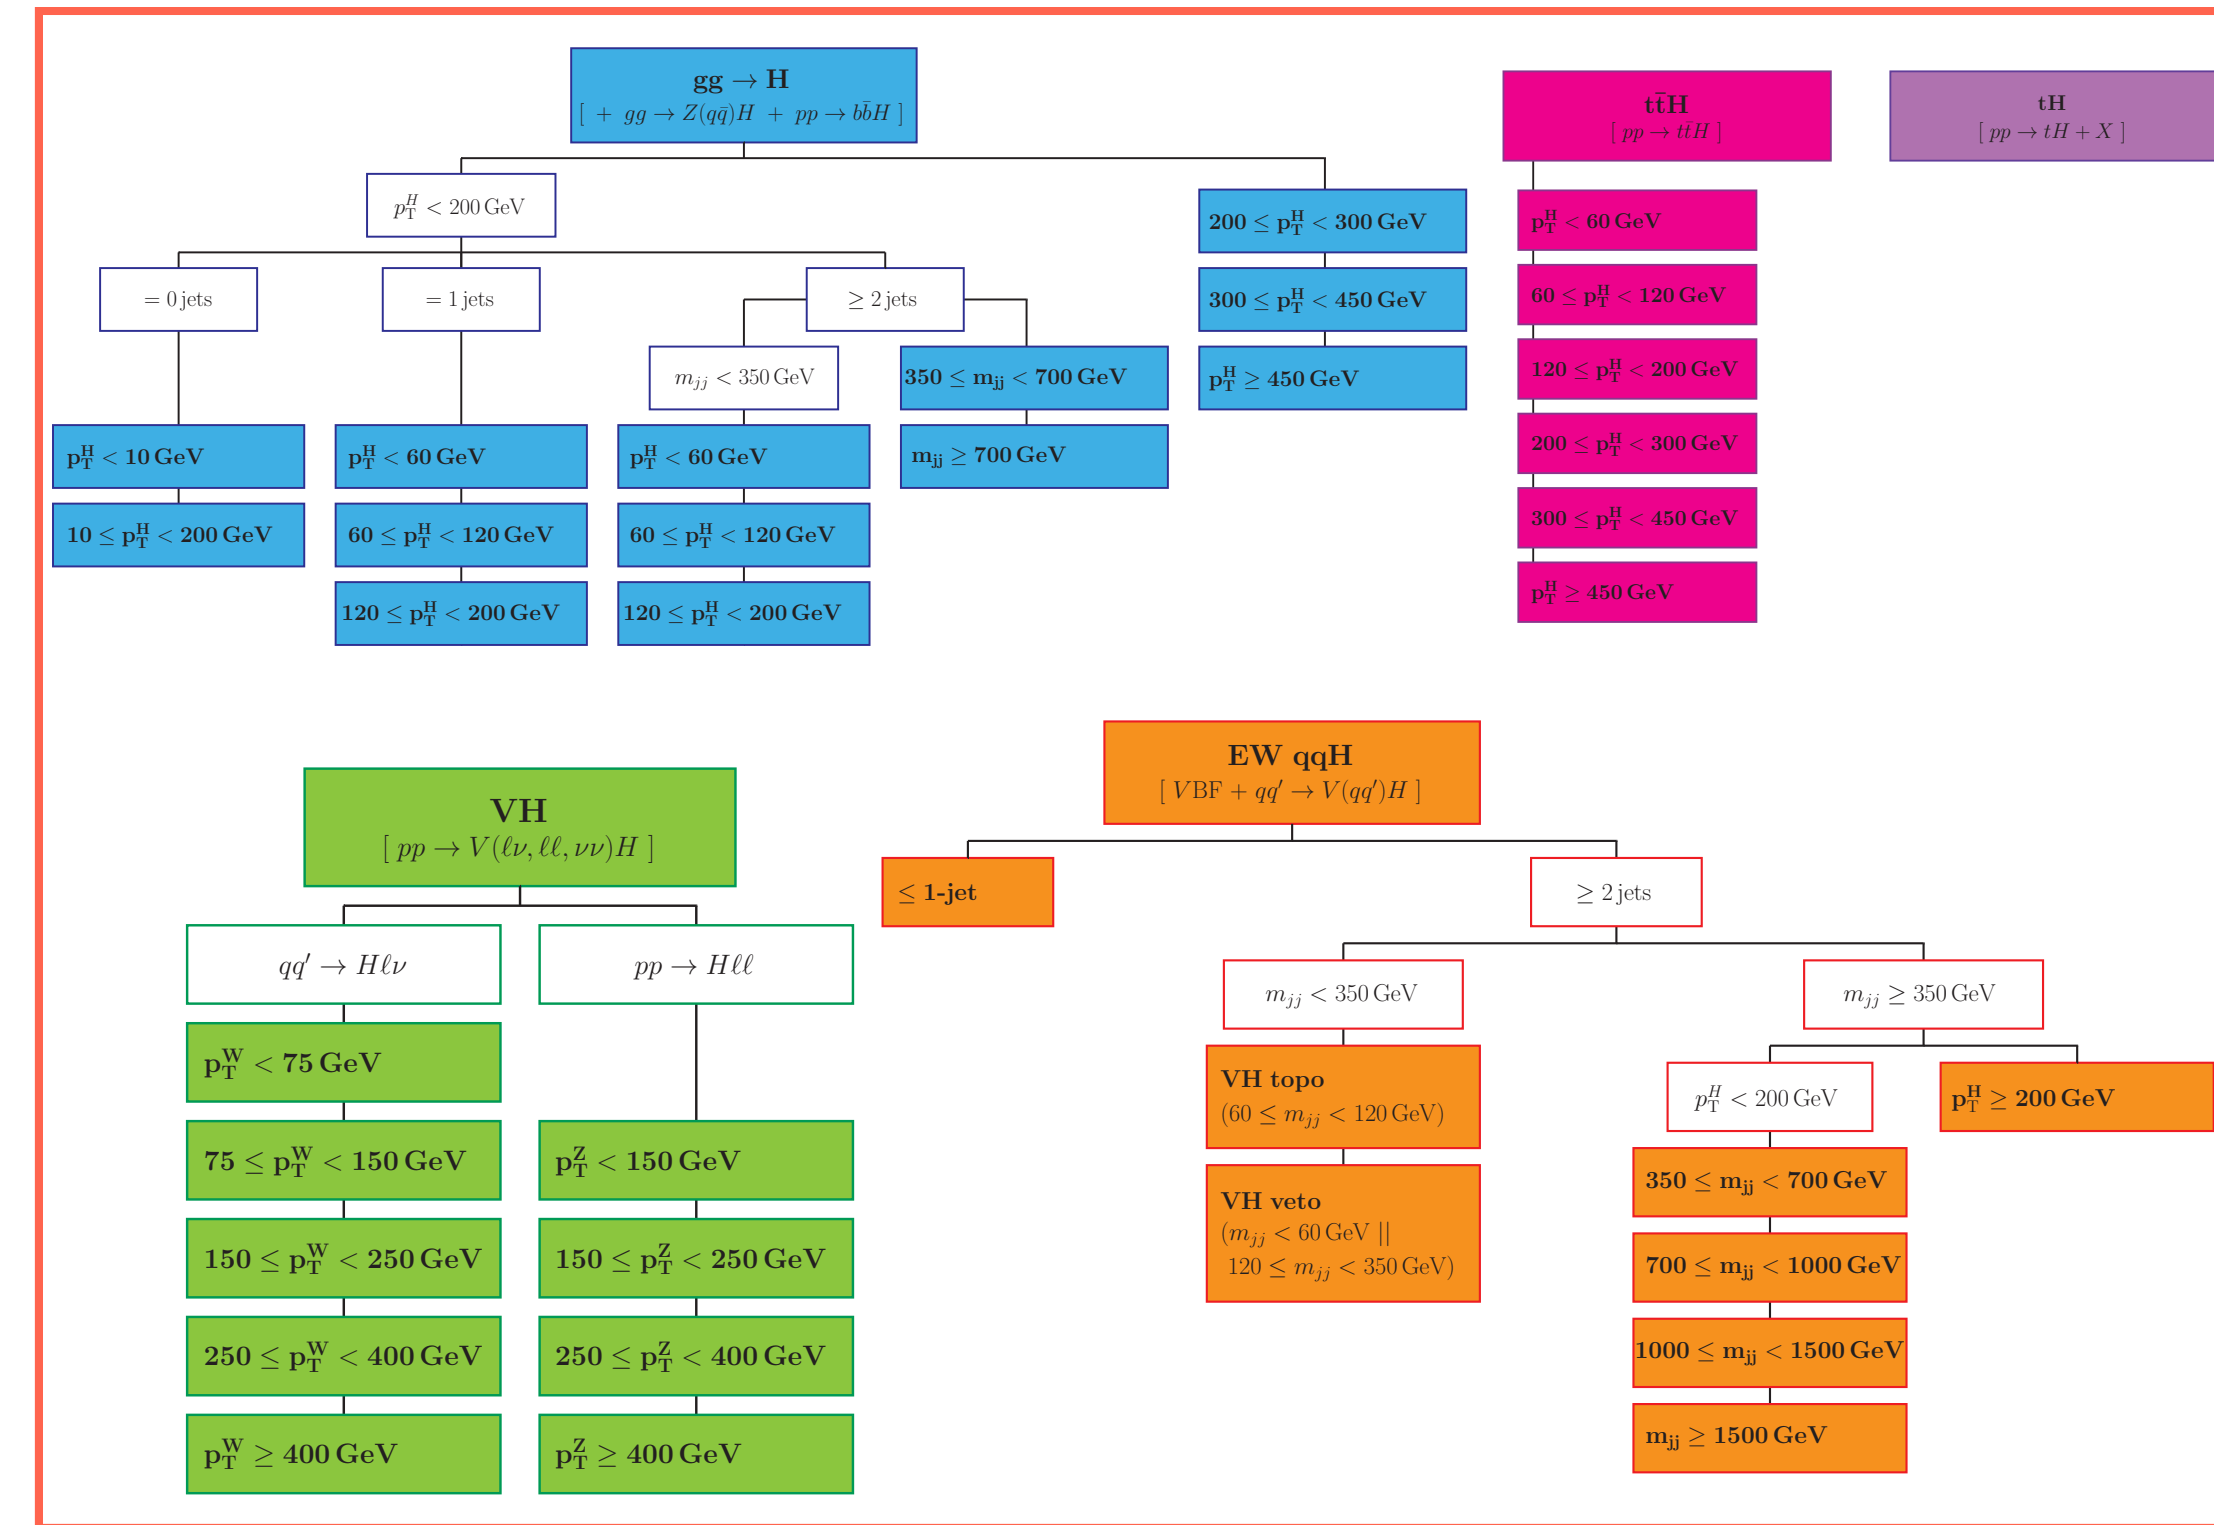 gg → H
[ + gg → Z(qq̄)H + pp → bb̄H ]
p_T^H < 200 GeV
= 0 jets
= 1 jets
≥ 2 jets
m_jj < 350 GeV
350 ≤ m_jj < 700 GeV
m_jj ≥ 700 GeV
p_T^H < 10 GeV
10 ≤ p_T^H < 200 GeV
p_T^H < 60 GeV
60 ≤ p_T^H < 120 GeV
120 ≤ p_T^H < 200 GeV
p_T^H < 60 GeV
60 ≤ p_T^H < 120 GeV
120 ≤ p_T^H < 200 GeV
200 ≤ p_T^H < 300 GeV
300 ≤ p_T^H < 450 GeV
p_T^H ≥ 450 GeV
tt̄H
[ pp → tt̄H ]
p_T^H < 60 GeV
60 ≤ p_T^H < 120 GeV
120 ≤ p_T^H < 200 GeV
200 ≤ p_T^H < 300 GeV
300 ≤ p_T^H < 450 GeV
p_T^H ≥ 450 GeV
tH
[ pp → tH + X ]
VH
[ pp → V(ℓν, ℓℓ, νν)H ]
qq′ → Hℓν
p_T^W < 75 GeV
75 ≤ p_T^W < 150 GeV
150 ≤ p_T^W < 250 GeV
250 ≤ p_T^W < 400 GeV
p_T^W ≥ 400 GeV
pp → Hℓℓ
p_T^Z < 150 GeV
150 ≤ p_T^Z < 250 GeV
250 ≤ p_T^Z < 400 GeV
p_T^Z ≥ 400 GeV
EW qqH
[ VBF + qq′ → V(qq′)H ]
≤ 1-jet
≥ 2 jets
m_jj < 350 GeV
VH topo
(60 ≤ m_jj < 120 GeV)
VH veto
(m_jj < 60 GeV ||
120 ≤ m_jj < 350 GeV)
m_jj ≥ 350 GeV
p_T^H < 200 GeV
p_T^H ≥ 200 GeV
350 ≤ m_jj < 700 GeV
700 ≤ m_jj < 1000 GeV
1000 ≤ m_jj < 1500 GeV
m_jj ≥ 1500 GeV